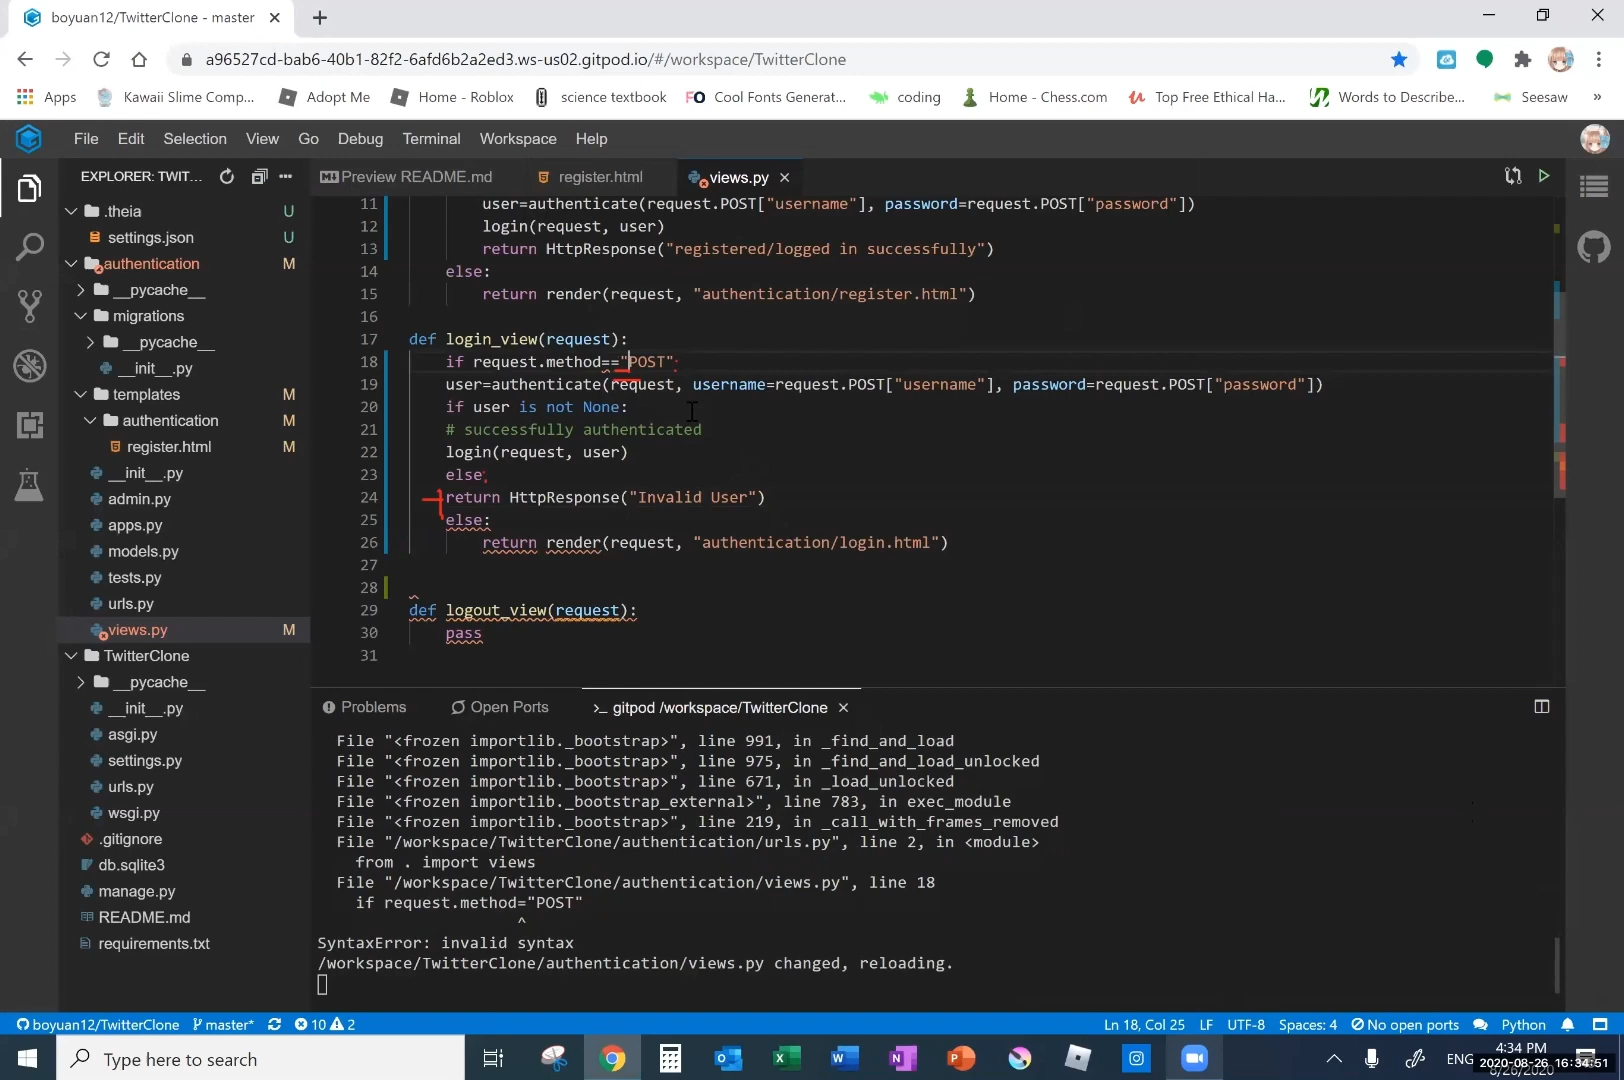 boyuan12/TwitterClone - master
a96527cd-bab6-40b1-82f2-6afd6b2a2ed3.ws-us02.gitpod.io/#/workspace/TwitterClone
Apps Kawaii Slime Comp... Adopt Me Home - Roblox science textbook FO Cool Fonts Generat... coding Home - Chess.com Top Free Ethical Ha... Words to Describe... Seesaw »
File Edit Selection View Go Debug Terminal Workspace Help
EXPLORER: TWIT...
Preview README.md register.html views.py
.theia U
settings.json U
authentication M
__pycache__
migrations
__pycache__
__init__.py
templates M
authentication M
register.html M
__init__.py
admin.py
apps.py
models.py
tests.py
urls.py
views.py M
TwitterClone
__pycache__
__init__.py
asgi.py
settings.py
urls.py
wsgi.py
.gitignore
db.sqlite3
manage.py
README.md
requirements.txt
11 user=authenticate(request.POST["username"], password=request.POST["password"])
12 login(request, user)
13 return HttpResponse("registered/logged in successfully")
14 else:
15 return render(request, "authentication/register.html")
16
17 def login_view(request):
18 if request.method=="POST":
19 user=authenticate(request, username=request.POST["username"], password=request.POST["password"])
20 if user is not None:
21 # successfully authenticated
22 login(request, user)
23 else:
24 return HttpResponse("Invalid User")
25 else:
26 return render(request, "authentication/login.html")
27
28
29 def logout_view(request):
30 pass
31
Problems Open Ports >_ gitpod /workspace/TwitterClone
File "<frozen importlib._bootstrap>", line 991, in _find_and_load
File "<frozen importlib._bootstrap>", line 975, in _find_and_load_unlocked
File "<frozen importlib._bootstrap>", line 671, in _load_unlocked
File "<frozen importlib._bootstrap_external>", line 783, in exec_module
File "<frozen importlib._bootstrap>", line 219, in _call_with_frames_removed
File "/workspace/TwitterClone/authentication/urls.py", line 2, in <module>
from . import views
File "/workspace/TwitterClone/authentication/views.py", line 18
if request.method="POST"
^
SyntaxError: invalid syntax
/workspace/TwitterClone/authentication/views.py changed, reloading.
boyuan12/TwitterClone master* 10 2 Ln 18, Col 25 LF UTF-8 Spaces: 4 No open ports Python
Type here to search
ENG
4:34 PM
2020-08-26 16:34:51